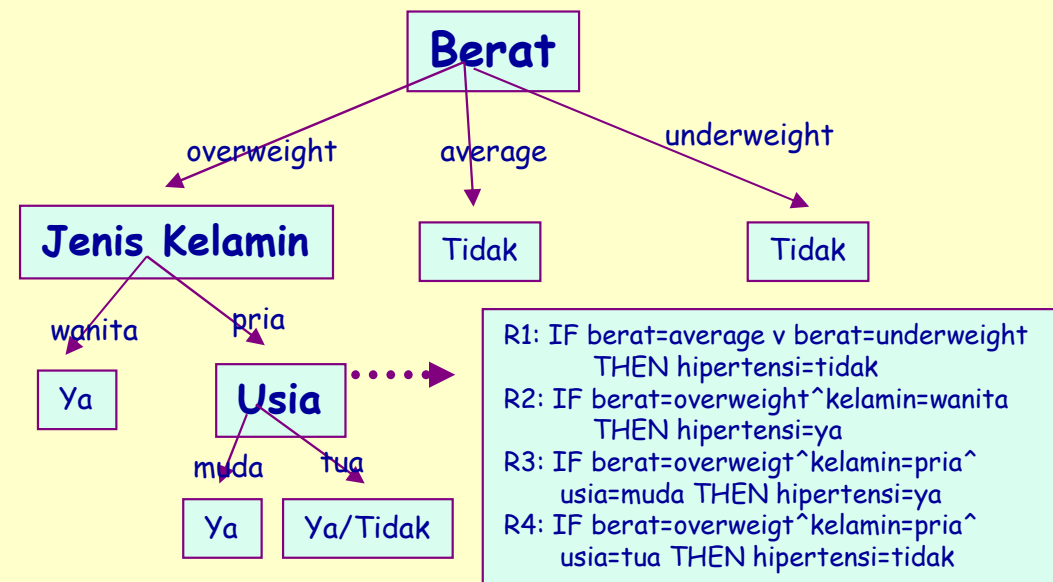 Berat
overweight
average
underweight
Jenis Kelamin
Tidak
Tidak
wanita
pria
Ya
Usia
muda
tua
Ya
Ya/Tidak
R1: IF berat=average v berat=underweight
THEN hipertensi=tidak
R2: IF berat=overweight^kelamin=wanita
THEN hipertensi=ya
R3: IF berat=overweigt^kelamin=pria^
usia=muda THEN hipertensi=ya
R4: IF berat=overweigt^kelamin=pria^
usia=tua THEN hipertensi=tidak